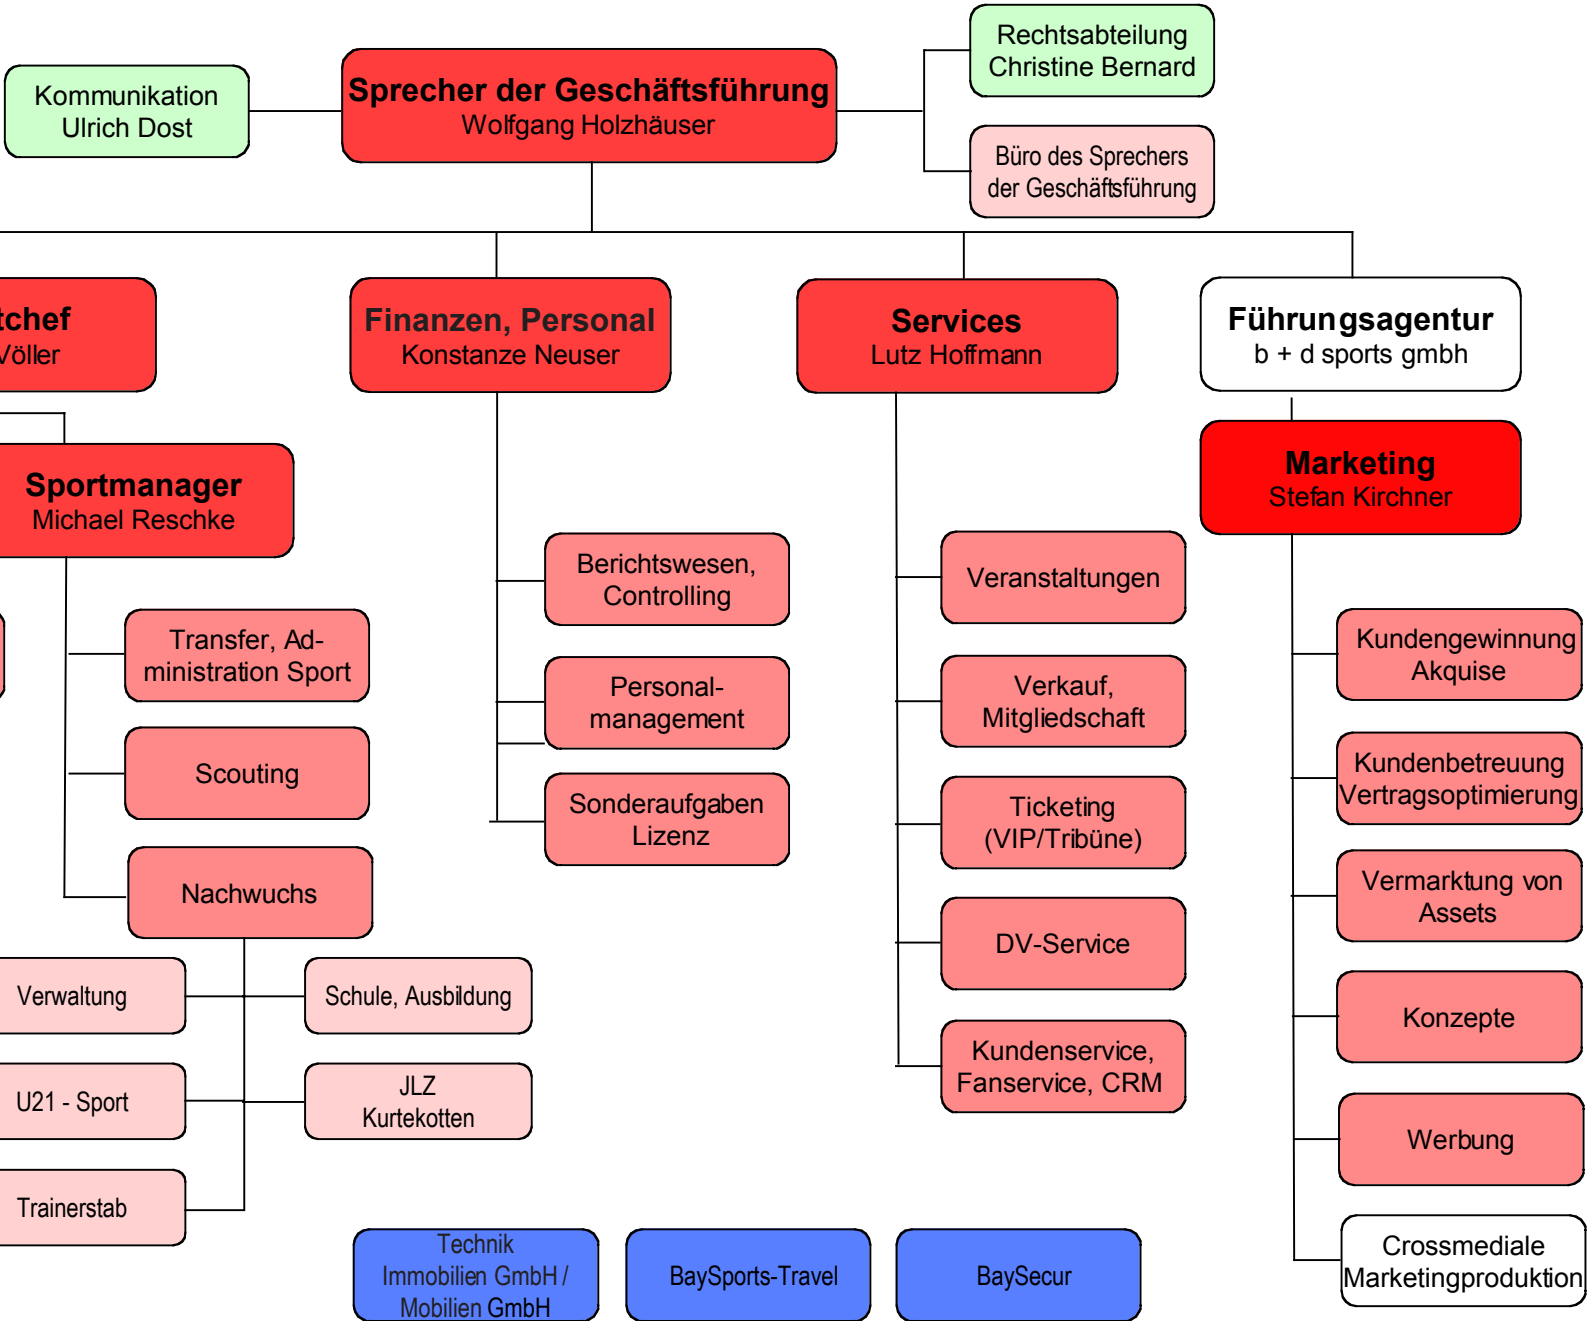 Rechtsabteilung
Christine Bernard
Kommunikation
Ulrich Dost
Sprecher der Geschäftsführung
Wolfgang Holzhäuser
Büro des Sprechers
der Geschäftsführung
tchef
Völler
Finanzen, Personal
Konstanze Neuser
Services
Lutz Hoffmann
Führungsagentur
b + d sports gmbh
Sportmanager
Michael Reschke
Marketing
Stefan Kirchner
Transfer, Ad-
ministration Sport
Scouting
Nachwuchs
Verwaltung
Schule, Ausbildung
U21 - Sport
JLZ
Kurtekotten
Trainerstab
Berichtswesen,
Controlling
Personal-
management
Sonderaufgaben
Lizenz
Veranstaltungen
Verkauf,
Mitgliedschaft
Ticketing
(VIP/Tribüne)
DV-Service
Kundenservice,
Fanservice, CRM
Kundengewinnung
Akquise
Kundenbetreuung
Vertragsoptimierung
Vermarktung von
Assets
Konzepte
Werbung
Crossmediale
Marketingproduktion
Technik
Immobilien GmbH /
Mobilien GmbH
BaySports-Travel
BaySecur